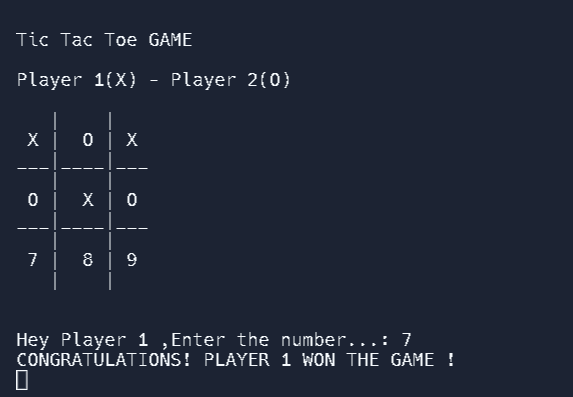 Tic Tac Toe GAME
Player 1(X) - Player 2(O)
X | O | X
___|____|___
O | X | O
___|____|___
7 | 8 | 9
Hey Player 1 ,Enter the number...: 7
CONGRATULATIONS! PLAYER 1 WON THE GAME !